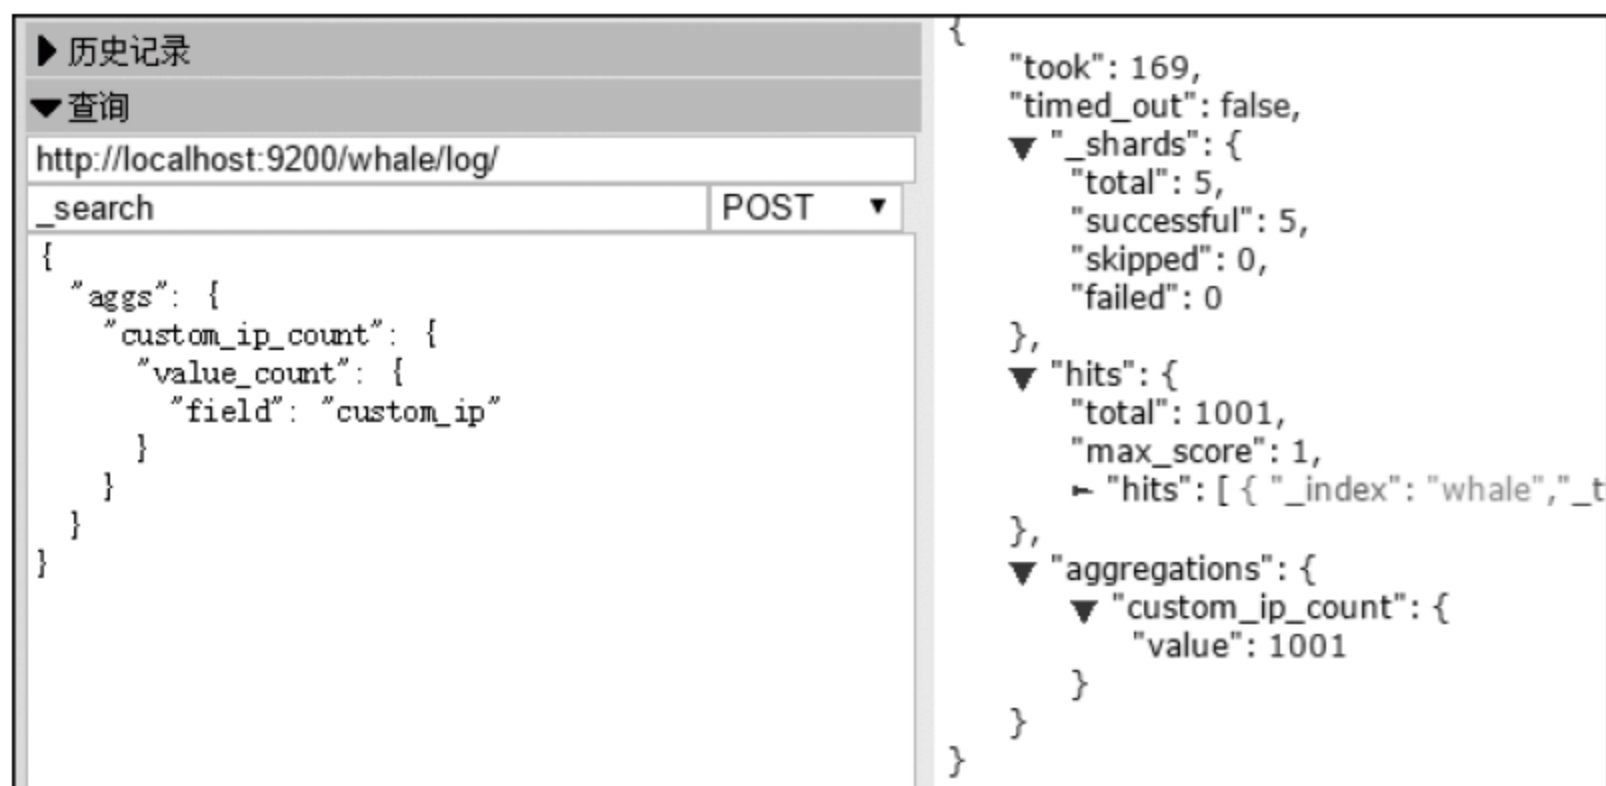 历史记录
查询
http://localhost:9200/whale/log/
_search
POST
{
"aggs": {
"custom_ip_count": {
"value_count": {
"field": "custom_ip"
}
}
}
}
{
"took": 169,
"timed_out": false,
"_shards": {
"total": 5,
"successful": 5,
"skipped": 0,
"failed": 0
},
"hits": {
"total": 1001,
"max_score": 1,
"hits": [ { "_index": "whale","_t
},
"aggregations": {
"custom_ip_count": {
"value": 1001
}
}
}